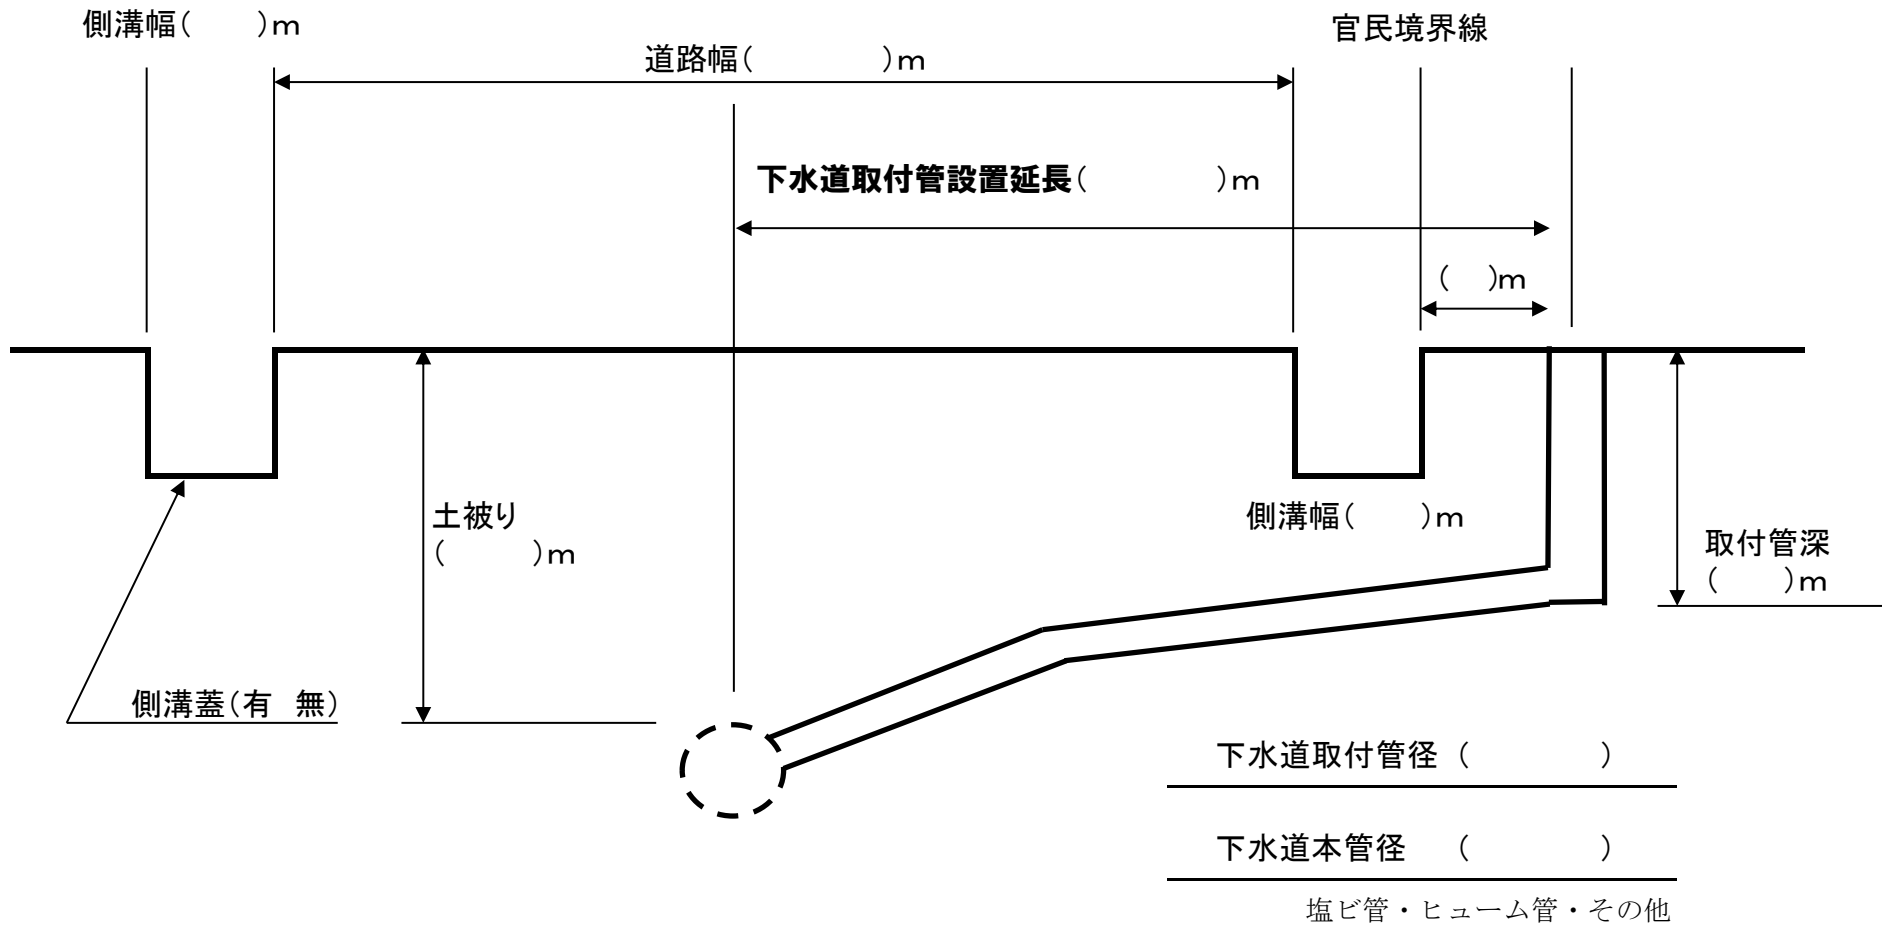 側溝幅(　　)m
官民境界線
道路幅(　　　　)m
下水道取付管設置延長(　　　　)m
(　)m
土被り
(　　　)m
側溝幅(　　)m
取付管深
(　　)m
側溝蓋(有　無)
下水道取付管径 (　　　　)
下水道本管径　 (　　　　)
塩ビ管・ヒューム管・その他